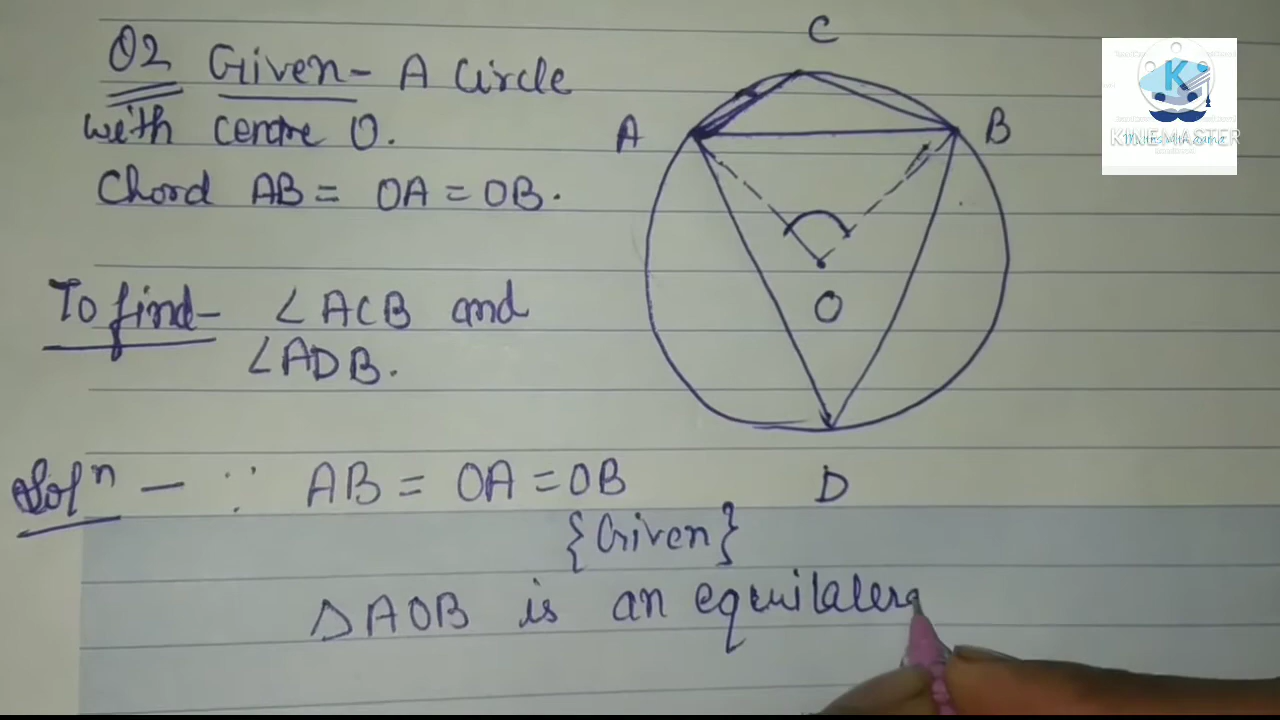 Q2 Given- A Circle
with centre O.
Chord AB = OA = OB.
To find- ∠ACB and
∠ADB.
Solⁿ - ∵ AB = OA = OB
{Given}
△AOB is an equilatera
C
A
B
O
D
K
KINEMASTER